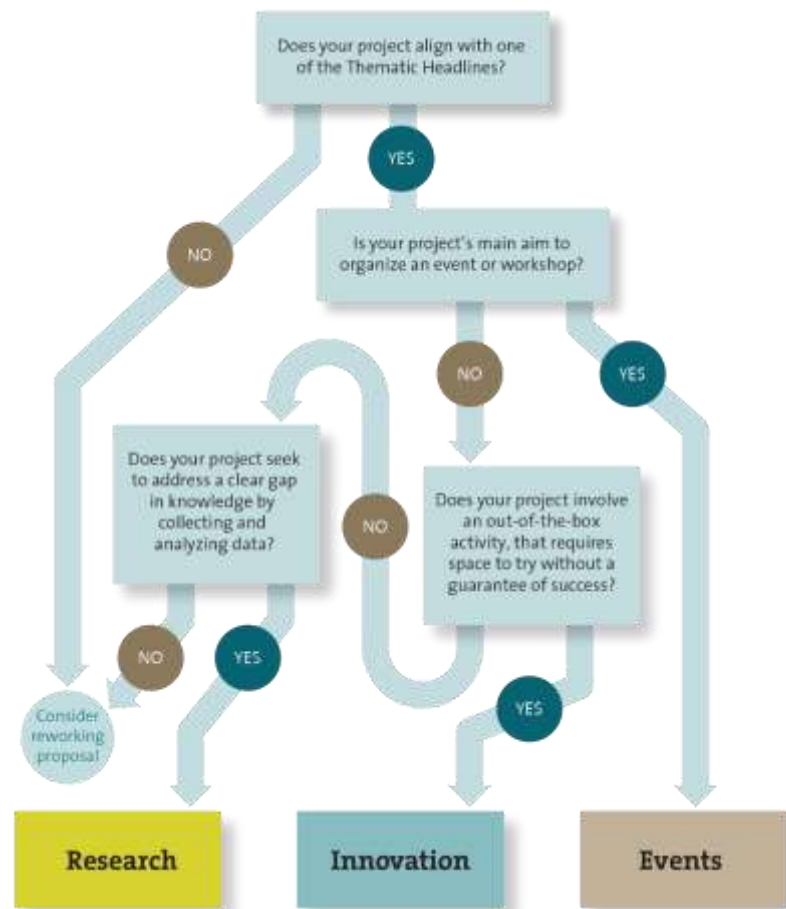 Does your project align with one
of the Thematic Headlines?
YES
NO
Is your project's main aim to
organize an event or workshop?
NO
YES
Does your project seek
to address a clear gap
in knowledge by
collecting and
analyzing data?
NO
Does your project involve
an out-of-the-box
activity, that requires
space to try without a
guarantee of success?
NO
YES
YES
Consider
reworking
proposal
Research
Innovation
Events